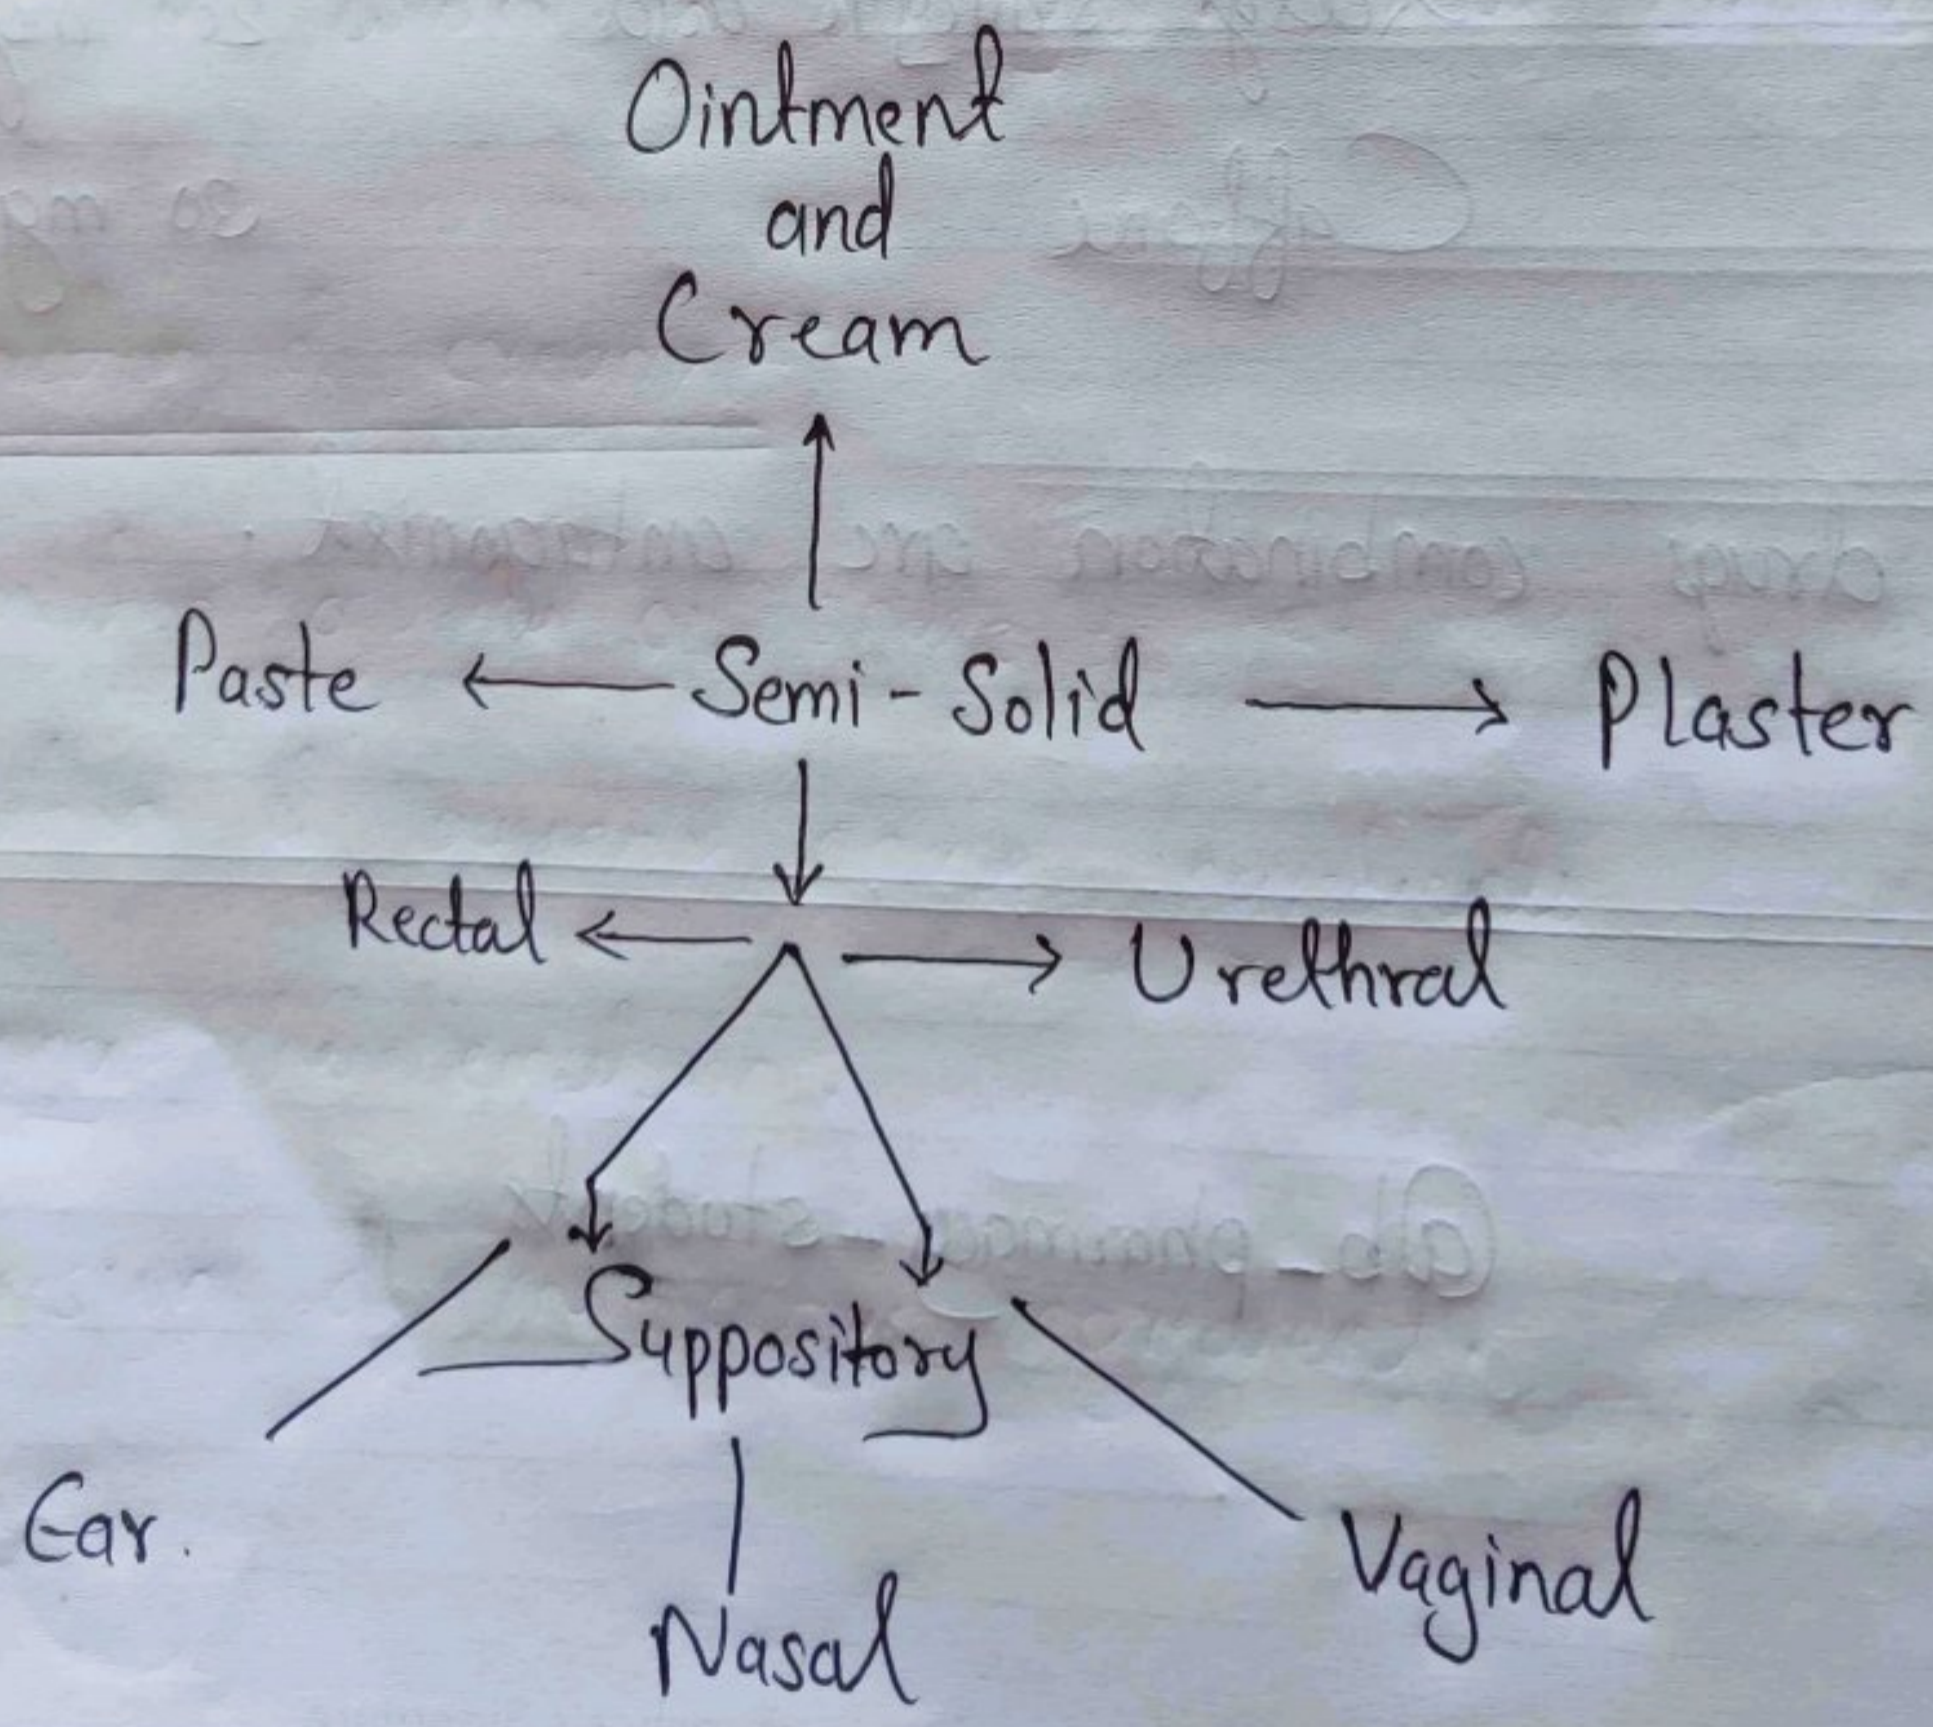 Ointment
and
Cream
Paste ← Semi-Solid → Plaster
Rectal ← → Urethral
Suppository
Ear.
Nasal
Vaginal